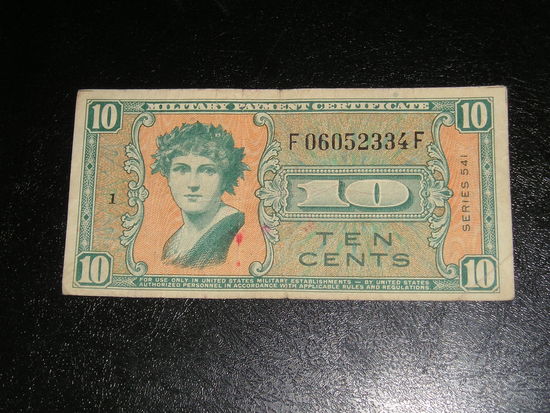 MILITARY PAYMENT CERTIFICATE
10
10
F06052334F
1
10
SERIES 541
TEN
CENTS
10
10
FOR USE ONLY IN UNITED STATES MILITARY ESTABLISHMENTS — BY UNITED STATES
AUTHORIZED PERSONNEL IN ACCORDANCE WITH APPLICABLE RULES AND REGULATIONS.